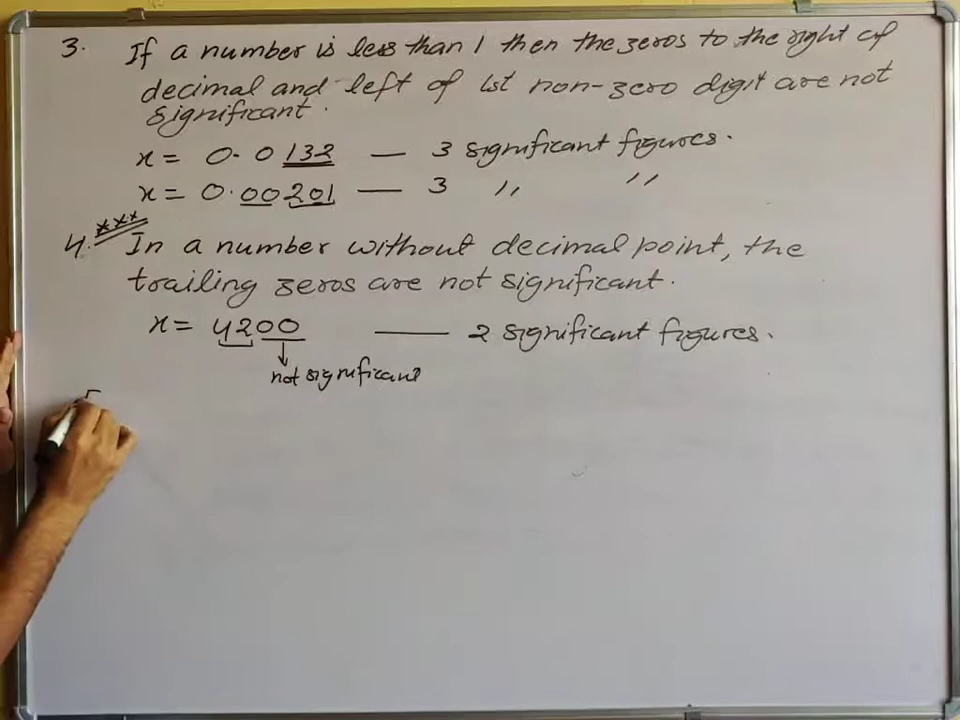 3. If a number is less than 1 then the zeros to the right of
decimal and left of 1st non-zero digit are not
significant.
x = 0.0132 — 3 significant figures.
x = 0.00201 — 3 ,, ,,
4. *** In a number without decimal point, the
trailing zeros are not significant.
x = 4200 — 2 significant figures.
not significant